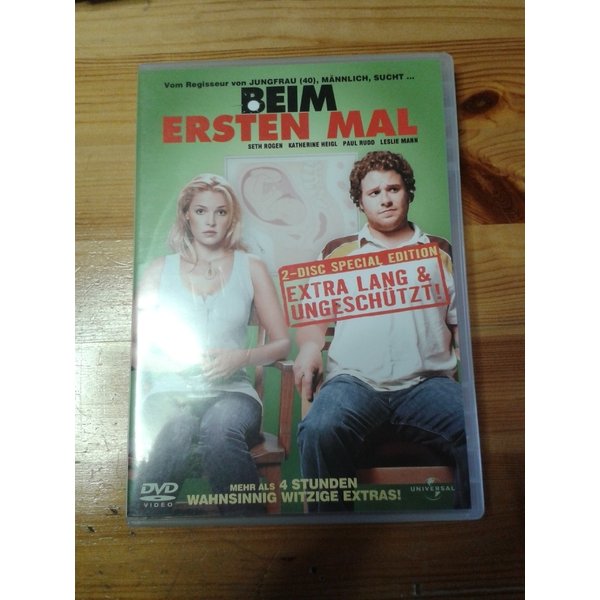 Vom Regisseur von JUNGFRAU (40), MÄNNLICH, SUCHT ...
BEIM
ERSTEN MAL
SETH ROGEN KATHERINE HEIGL PAUL RUDD LESLIE MANN
2-DISC SPECIAL EDITION
EXTRA LANG &
UNGESCHÜTZT!
MEHR ALS 4 STUNDEN
WAHNSINNIG WITZIGE EXTRAS!
DVD
VIDEO
UNIVERSAL